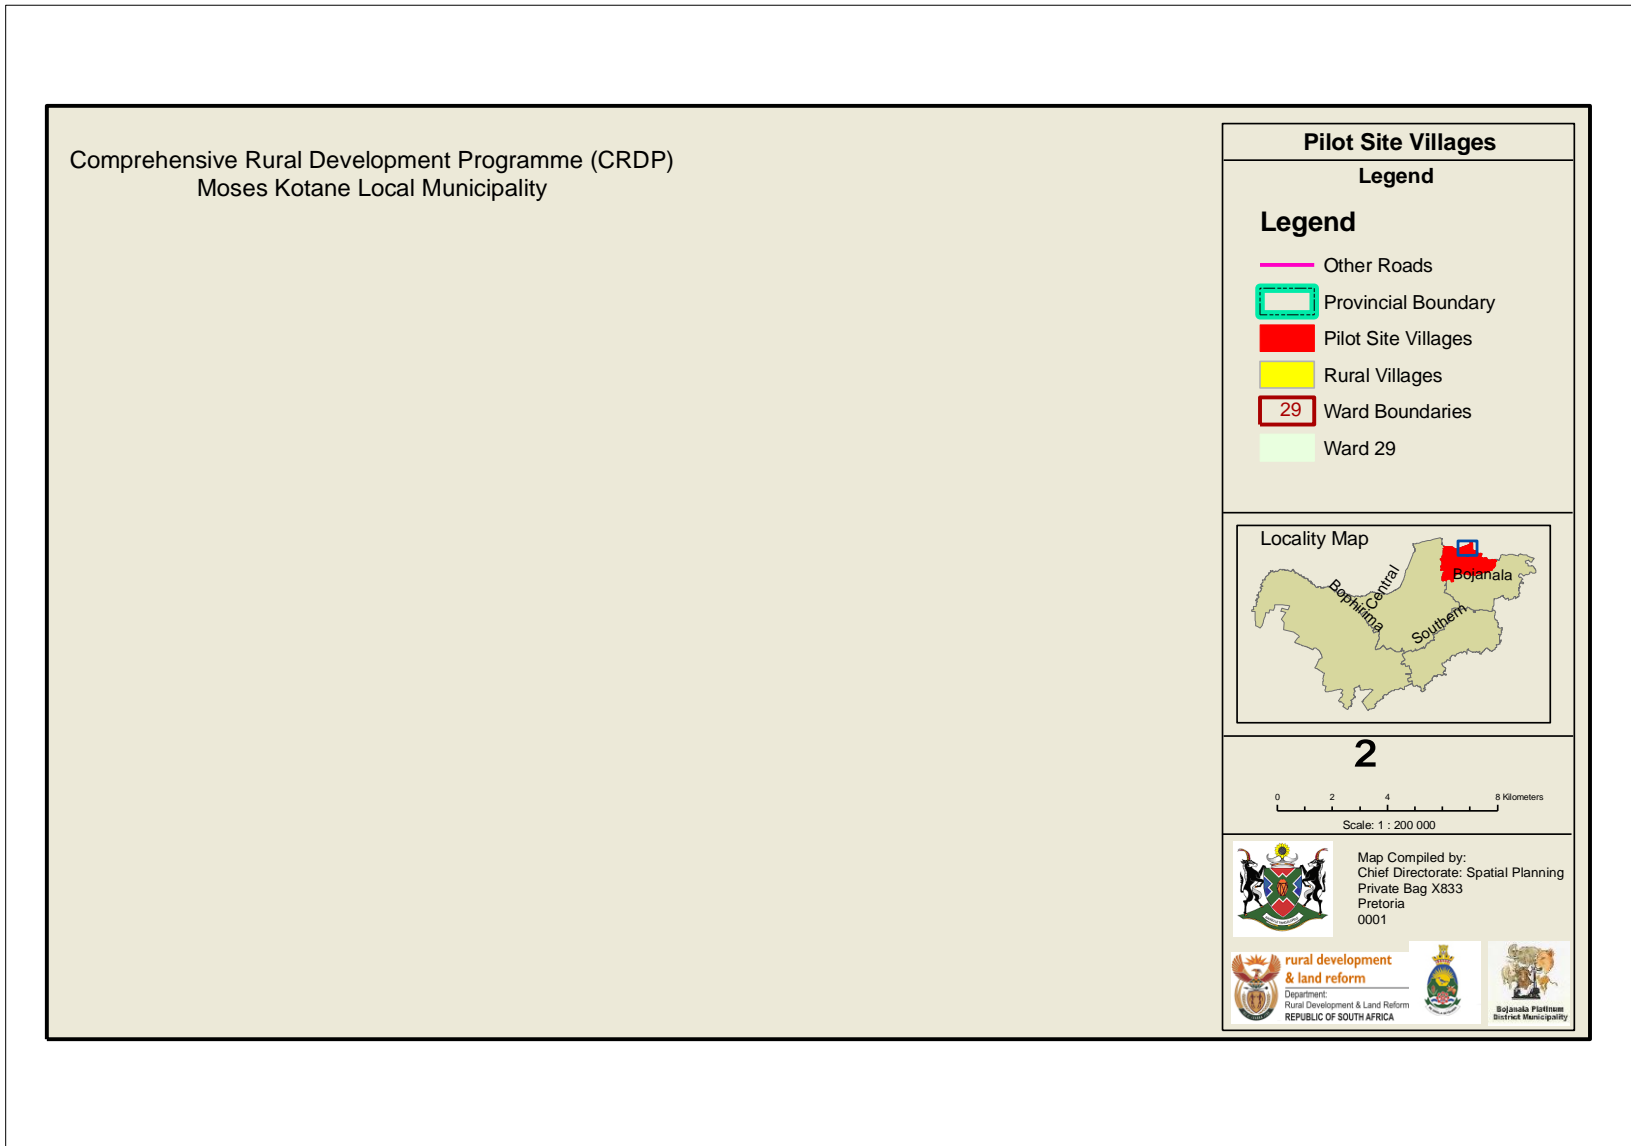 Comprehensive Rural Development Programme (CRDP)
Moses Kotane Local Municipality
Pilot Site Villages
Legend
Legend
Other Roads
Provincial Boundary
Pilot Site Villages
Rural Villages
29 Ward Boundaries
Ward 29
Locality Map
Bojanala
Central
Bophirima
Southern
2
0 2 4 8 Kilometers
Scale: 1 : 200 000
Map Compiled by:
Chief Directorate: Spatial Planning
Private Bag X833
Pretoria
0001
rural development
& land reform
Department:
Rural Development & Land Reform
REPUBLIC OF SOUTH AFRICA
Bojanala Platinum
District Municipality